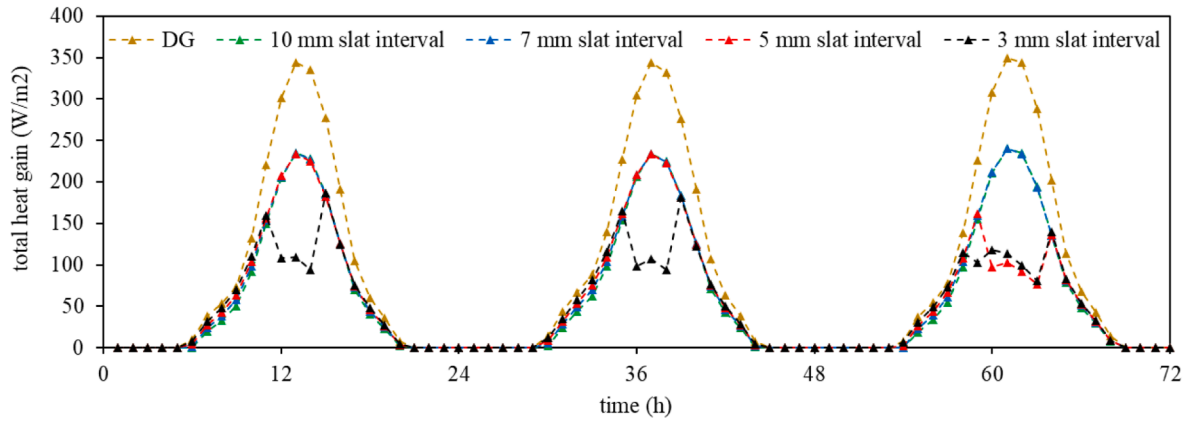 400
350
300
250
200
150
100
50
0
total heat gain (W/m2)
DG 10 mm slat interval 7 mm slat interval 5 mm slat interval 3 mm slat interval
0 12 24 36 48 60 72
time (h)